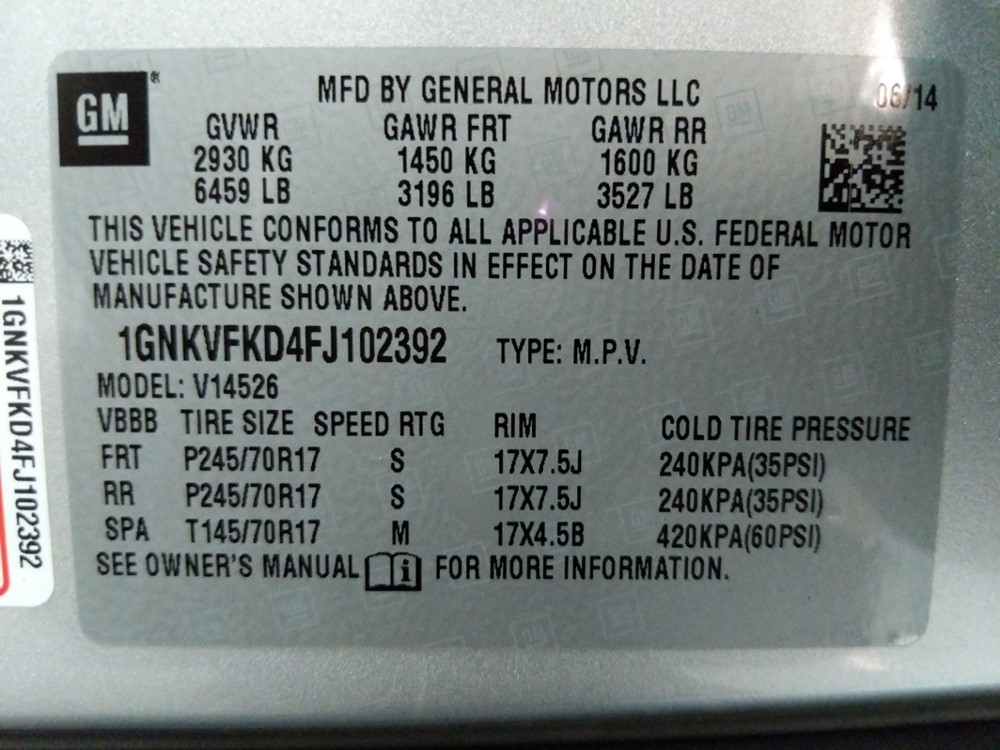 GM ®
MFD BY GENERAL MOTORS LLC 06/14
GVWR GAWR FRT GAWR RR
2930 KG 1450 KG 1600 KG
6459 LB 3196 LB 3527 LB
THIS VEHICLE CONFORMS TO ALL APPLICABLE U.S. FEDERAL MOTOR
VEHICLE SAFETY STANDARDS IN EFFECT ON THE DATE OF
MANUFACTURE SHOWN ABOVE.
1GNKVFKD4FJ102392 TYPE: M.P.V.
MODEL: V14526
VBBB TIRE SIZE SPEED RTG RIM COLD TIRE PRESSURE
FRT P245/70R17 S 17X7.5J 240KPA(35PSI)
RR P245/70R17 S 17X7.5J 240KPA(35PSI)
SPA T145/70R17 M 17X4.5B 420KPA(60PSI)
SEE OWNER'S MANUAL i FOR MORE INFORMATION.
1GNKVFKD4FJ102392